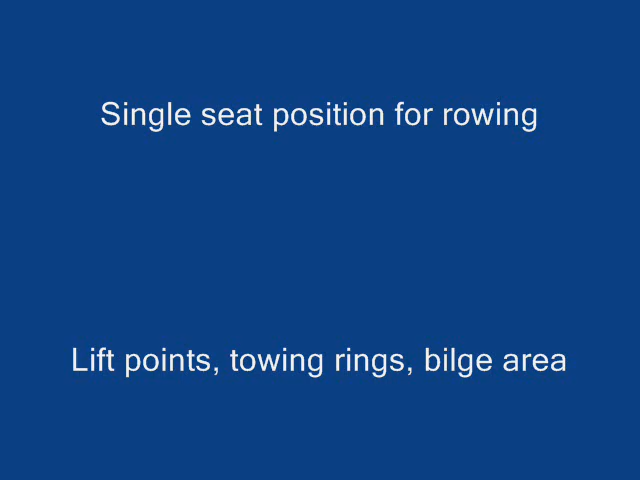 Single seat position for rowing
Lift points, towing rings, bilge area